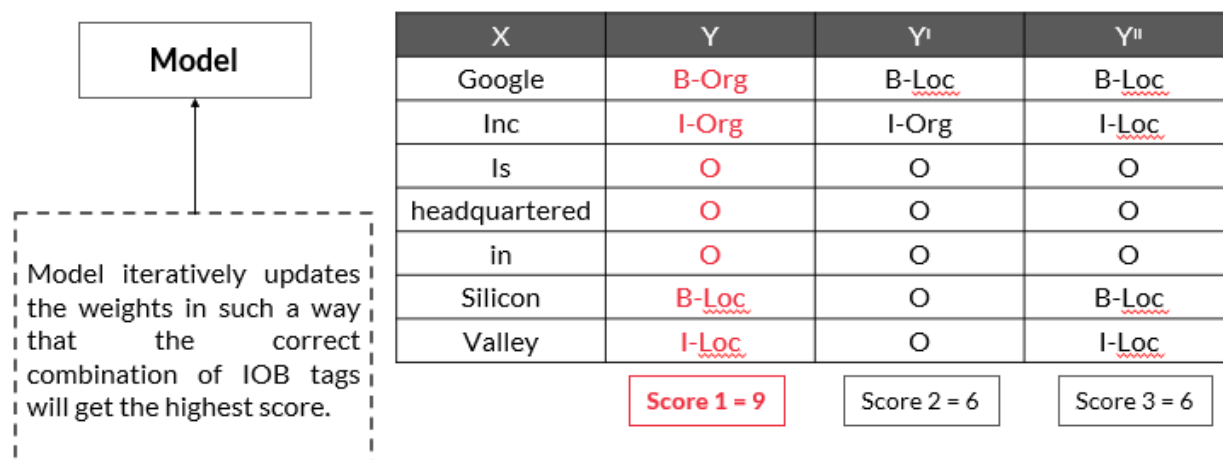 Model
Model iteratively updates
the weights in such a way
that the correct
combination of IOB tags
will get the highest score.
X Y Yᴵ Yᴵᴵ
Google B-Org B-Loc B-Loc
Inc I-Org I-Org I-Loc
Is O O O
headquartered O O O
in O O O
Silicon B-Loc O B-Loc
Valley I-Loc O I-Loc
Score 1 = 9 Score 2 = 6 Score 3 = 6